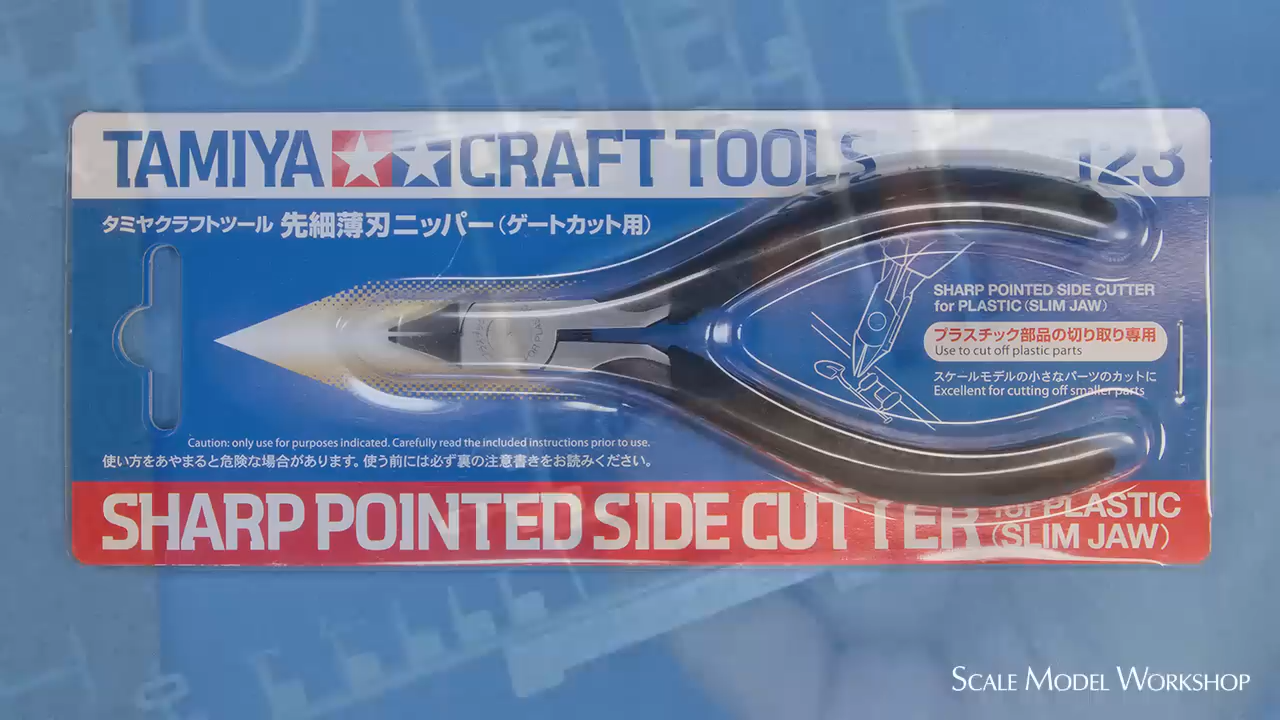 TAMIYA CRAFT TOOLS 123
タミヤクラフトツール 先細薄刃ニッパー(ゲートカット用)
SHARP POINTED SIDE CUTTER
for PLASTIC (SLIM JAW)
プラスチック部品の切り取り専用
Use to cut off plastic parts
スケールモデルの小さなパーツのカットに
Excellent for cutting off smaller parts
Caution: only use for purposes indicated. Carefully read the included instructions prior to use.
使い方をあやまると危険な場合があります。使う前には必ず裏の注意書きをお読みください。
SHARP POINTED SIDE CUTTER for PLASTIC
(SLIM JAW)
SCALE MODEL WORKSHOP